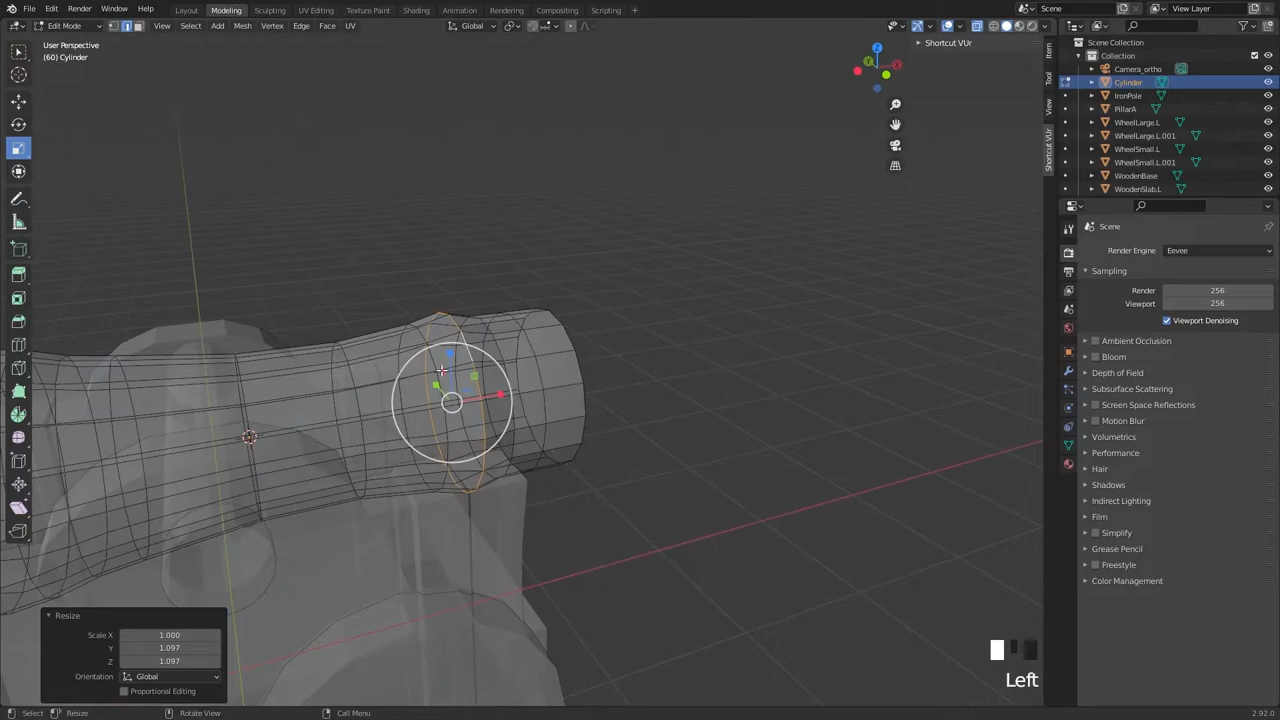 File Edit Render Window Help Layout Modeling Sculpting UV Editing Texture Paint Shading Animation Rendering Compositing Scripting + Scene View Layer
Edit Mode View Select Add Mesh Vertex Edge Face UV Global
User Perspective
(60) Cylinder
Shortcut VUr
Z
X
Y
Item
Tool
View
Shortcut VUr
Scene Collection
Collection
Camera_ortho
Cylinder
IronPole
PillarA
WheelLarge.L
WheelLarge.L.001
WheelSmall.L
WheelSmall.L.001
WoodenBase
WoodenSlab.L
Scene
Render Engine Eevee
Sampling
Render 256
Viewport 256
Viewport Denoising
Ambient Occlusion
Bloom
Depth of Field
Subsurface Scattering
Screen Space Reflections
Motion Blur
Volumetrics
Performance
Hair
Shadows
Indirect Lighting
Film
Simplify
Grease Pencil
Freestyle
Color Management
Resize
Scale X 1.000
Y 1.097
Z 1.097
Orientation Global
Proportional Editing
Left
Select Resize Rotate View Call Menu 2.92.0